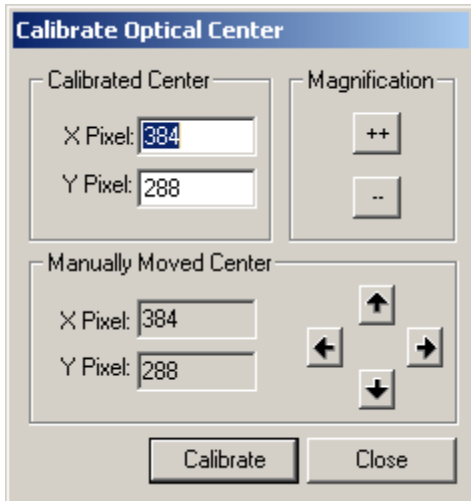 Calibrate Optical Center
Calibrated Center
X Pixel: 384
Y Pixel: 288
Magnification
++
--
Manually Moved Center
X Pixel: 384
Y Pixel: 288
Calibrate
Close